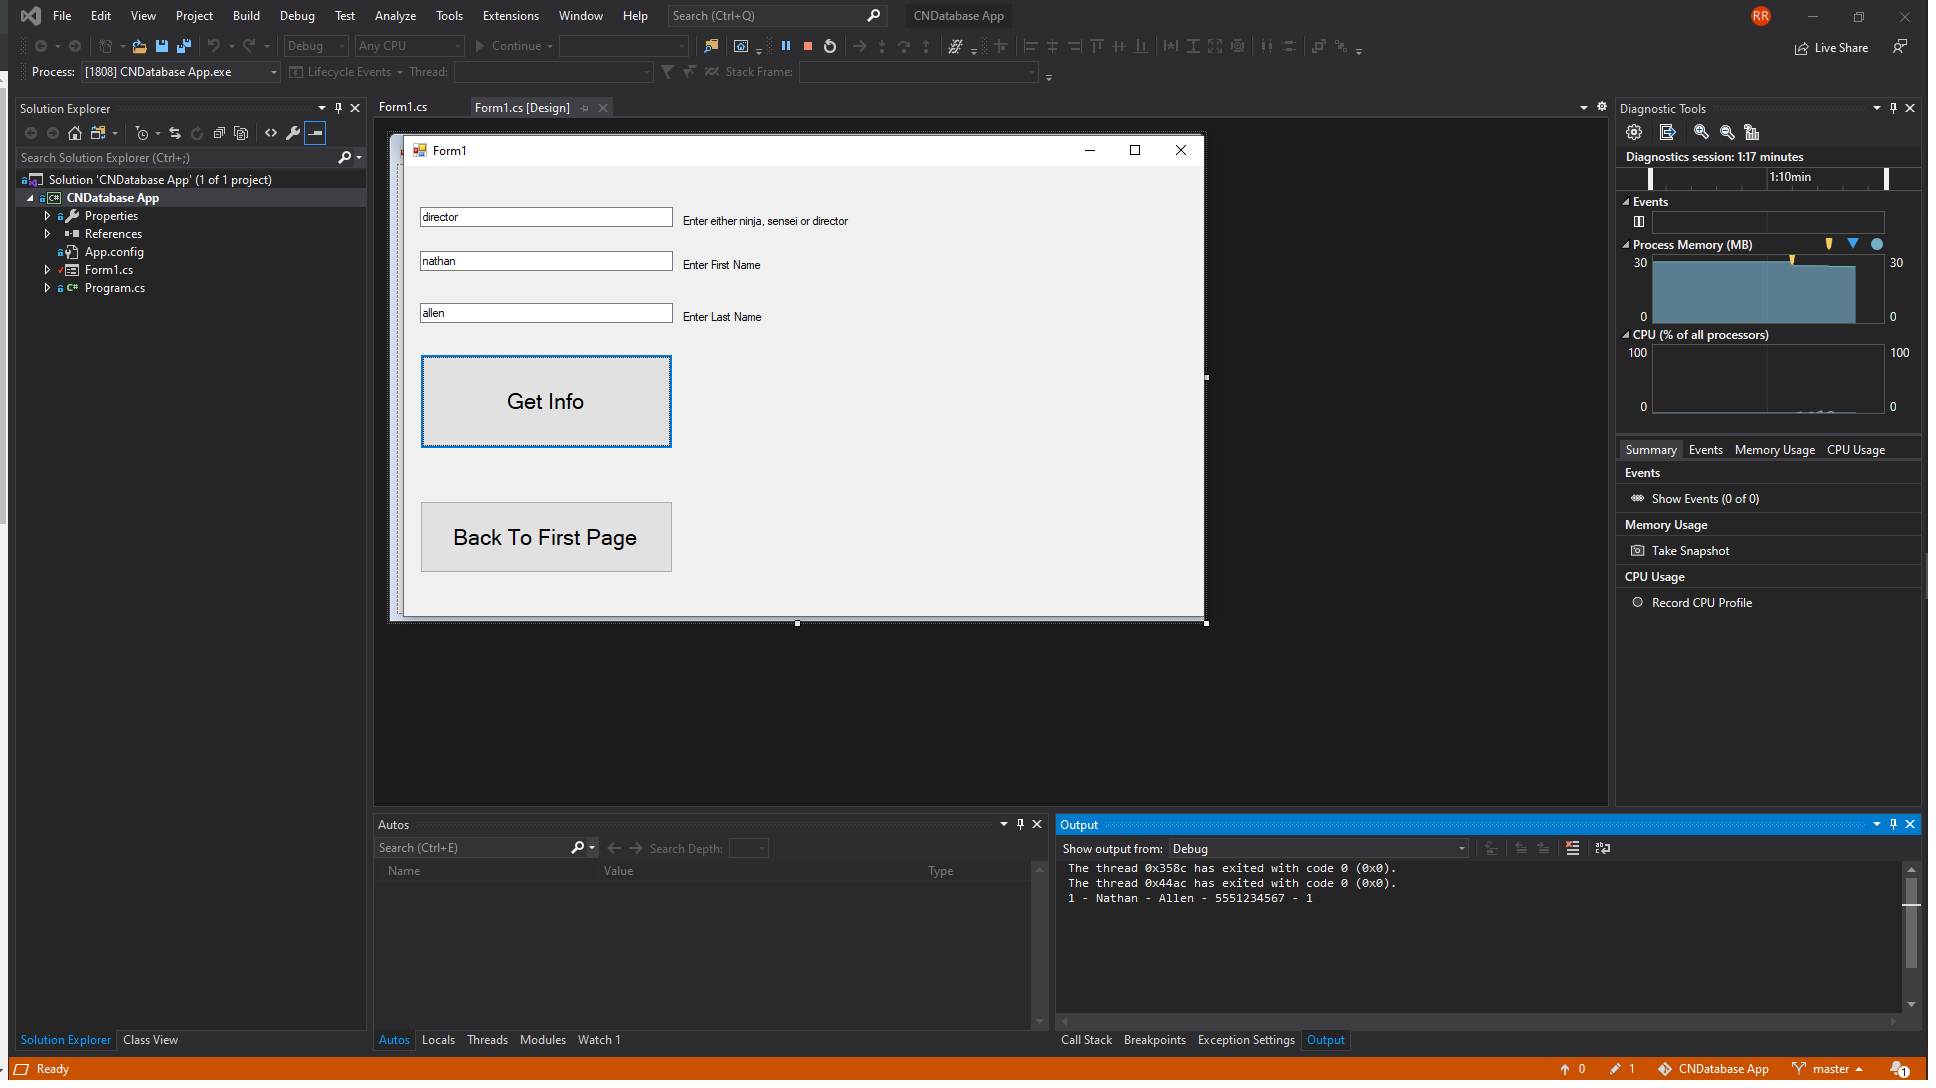 File Edit View Project Build Debug Test Analyze Tools Extensions Window Help Search (Ctrl+Q) CNDatabase App RR
Debug Any CPU Continue Live Share
Process: [1808] CNDatabase App.exe Lifecycle Events Thread: Stack Frame:
Solution Explorer
Search Solution Explorer (Ctrl+;)
Solution 'CNDatabase App' (1 of 1 project)
CNDatabase App
Properties
References
App.config
Form1.cs
Program.cs
Solution Explorer Class View
Form1.cs Form1.cs [Design]
Form1
director Enter either ninja, sensei or director
nathan Enter First Name
allen Enter Last Name
Get Info
Back To First Page
Diagnostic Tools
Diagnostics session: 1:17 minutes
1:10min
Events
Process Memory (MB)
30 30
0 0
CPU (% of all processors)
100 100
0 0
Summary Events Memory Usage CPU Usage
Events
Show Events (0 of 0)
Memory Usage
Take Snapshot
CPU Usage
Record CPU Profile
Autos
Search (Ctrl+E) Search Depth:
Name Value Type
Autos Locals Threads Modules Watch 1
Output
Show output from: Debug
The thread 0x358c has exited with code 0 (0x0).
The thread 0x44ac has exited with code 0 (0x0).
1 - Nathan - Allen - 5551234567 - 1
Call Stack Breakpoints Exception Settings Output
Ready 0 1 CNDatabase App master 1